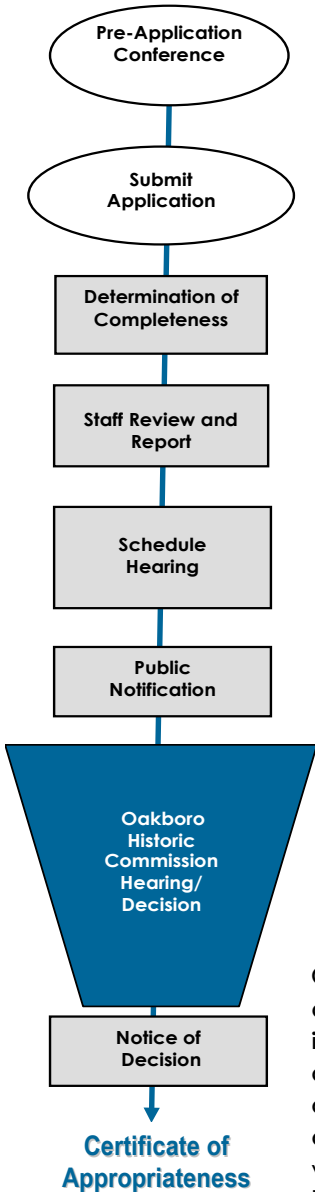 Pre-Application
Conference
Submit
Application
Determination of
Completeness
Staff Review and
Report
Schedule
Hearing
Public
Notification
Oakboro
Historic
Commission
Hearing/
Decision
Notice of
Decision
Certificate of
Appropriateness